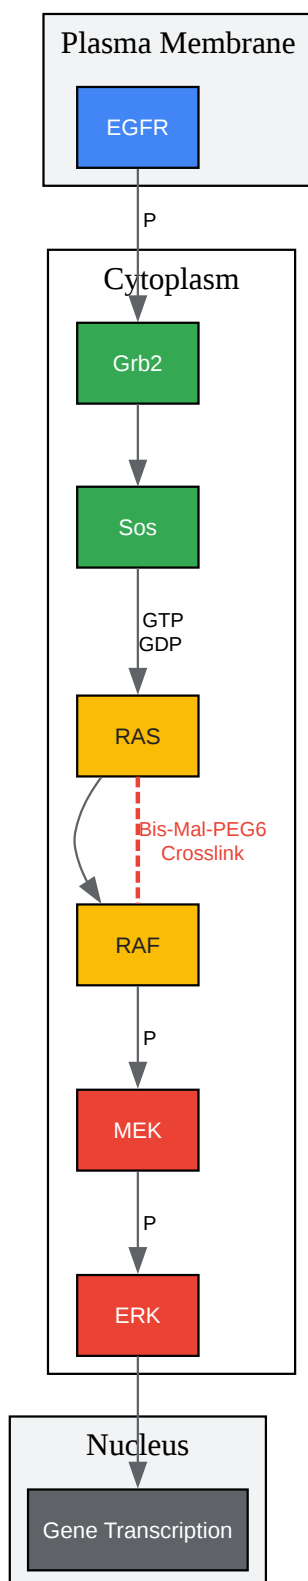 Plasma Membrane
EGFR
P
Cytoplasm
Grb2
Sos
GTP
GDP
RAS
Bis-Mal-PEG6
Crosslink
RAF
P
MEK
P
ERK
Nucleus
Gene Transcription